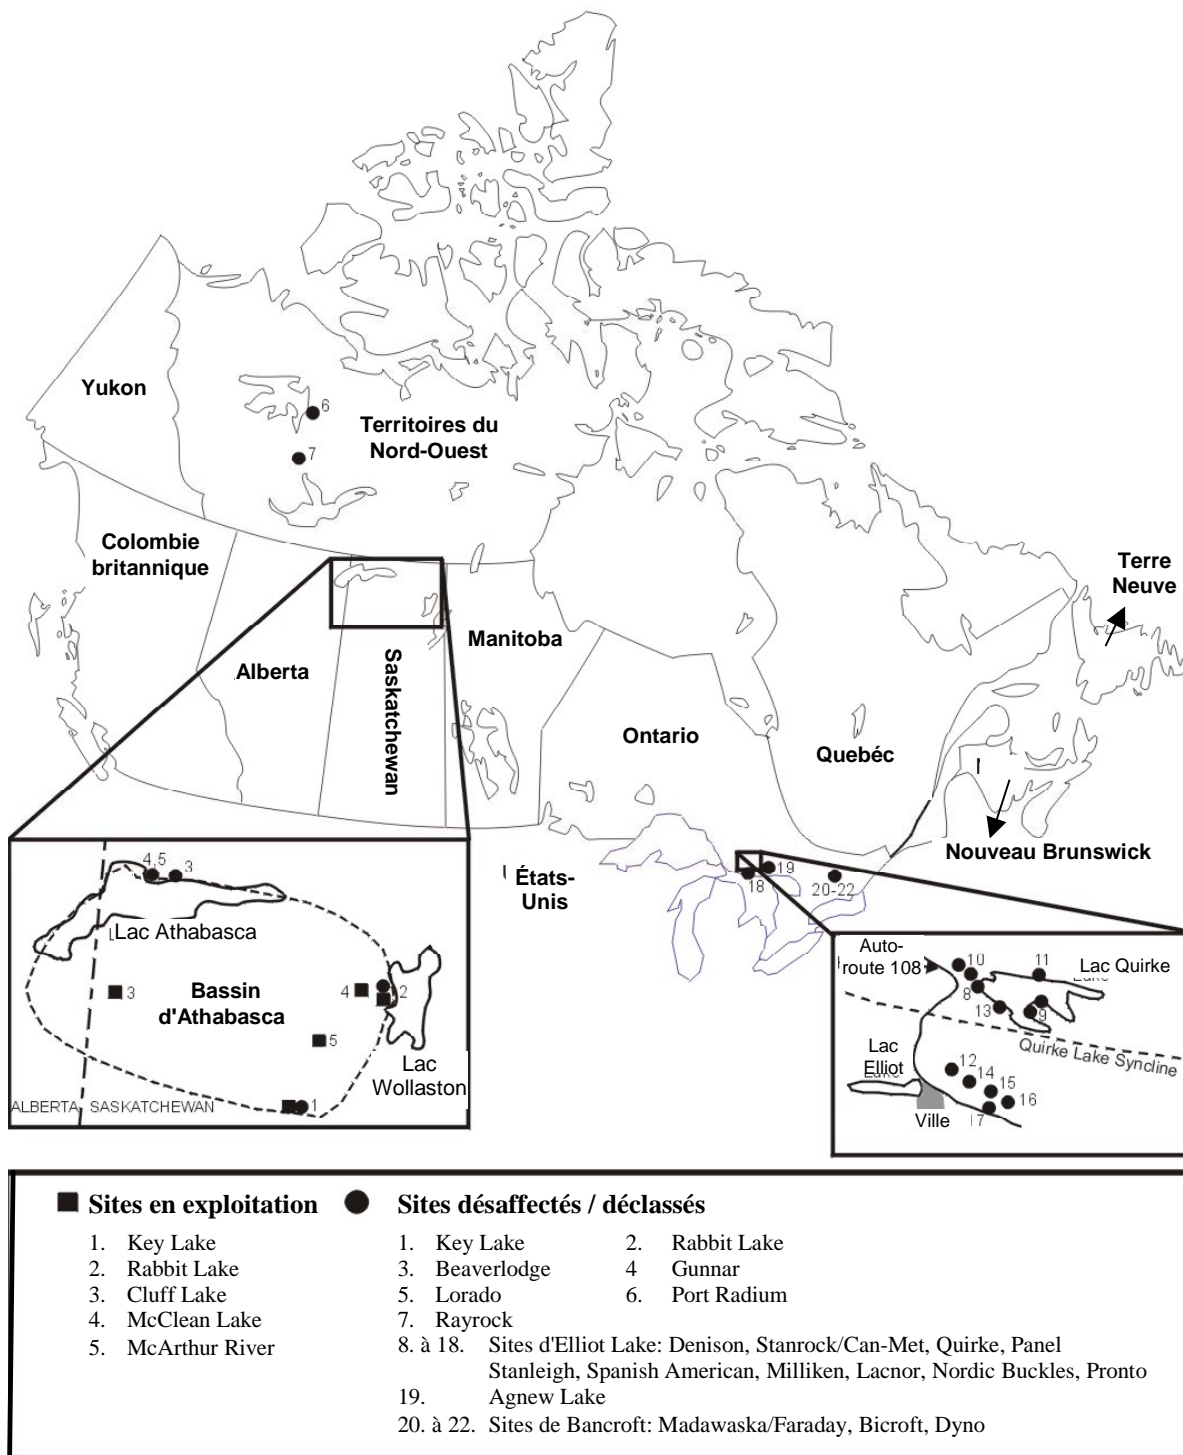 Yukon
6
Territoires du
Nord-Ouest
7
Colombie
britannique
Terre
Neuve
Manitoba
Alberta
Saskatchewan
Ontario
Quebéc
Nouveau Brunswick
États-
Unis
18
19
20-22
4,5
3
Lac Athabasca
3
Bassin
d'Athabasca
4
2
5
Lac
Wollaston
1
ALBERTA SASKATCHEWAN
Auto-
route 108
10
11
Lac Quirke
8
13
9
Quirke Lake Syncline
Lac
Elliot
12
14
15
16
17
Ville
Sites en exploitation
1. Key Lake
2. Rabbit Lake
3. Cluff Lake
4. McClean Lake
5. McArthur River
Sites désaffectés / déclassés
1. Key Lake 2. Rabbit Lake
3. Beaverlodge 4 Gunnar
5. Lorado 6. Port Radium
7. Rayrock
8. à 18. Sites d'Elliot Lake: Denison, Stanrock/Can-Met, Quirke, Panel
Stanleigh, Spanish American, Milliken, Lacnor, Nordic Buckles, Pronto
19. Agnew Lake
20. à 22. Sites de Bancroft: Madawaska/Faraday, Bicroft, Dyno